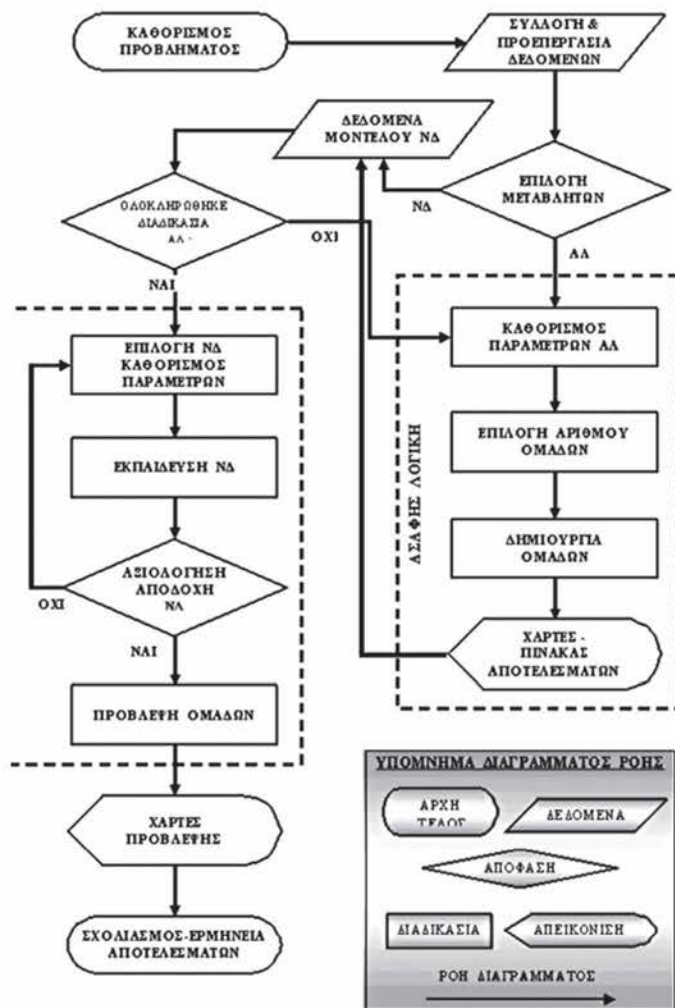 ΚΑΘΟΡΙΣΜΟΣ
ΠΡΟΒΛΗΜΑΤΟΣ
ΣΥΛΛΟΓΗ &
ΠΡΟΕΠΕΡΓΑΣΙΑ
ΔΕΔΟΜΕΝΩΝ
ΔΕΔΟΜΕΝΑ
ΜΟΝΤΕΛΟΥ ΝΔ
ΕΠΙΛΟΓΗ
ΜΕΤΑΒΛΗΤΩΝ
ΝΔ
ΑΛ
ΟΛΟΚΛΗΡΩΘΗΚΕ
ΔΙΑΔΙΚΑΣΙΑ
ΑΛ
ΟΧΙ
ΝΑΙ
ΕΠΙΛΟΓΗ ΝΔ
ΚΑΘΟΡΙΣΜΟΣ
ΠΑΡΑΜΕΤΡΩΝ
ΕΚΠΑΙΔΕΥΣΗ ΝΔ
ΑΞΙΟΛΟΓΗΣΗ
ΑΠΟΔΟΧΗ
ΝΔ
ΟΧΙ
ΝΑΙ
ΠΡΟΒΛΕΨΗ ΟΜΑΔΩΝ
ΧΑΡΤΕΣ
ΠΡΟΒΛΕΨΗΣ
ΣΧΟΛΙΑΣΜΟΣ-ΕΡΜΗΝΕΙΑ
ΑΠΟΤΕΛΕΣΜΑΤΩΝ
ΑΣΑΦΗΣ ΛΟΓΙΚΗ
ΚΑΘΟΡΙΣΜΟΣ
ΠΑΡΑΜΕΤΡΩΝ ΑΛ
ΕΠΙΛΟΓΗ ΑΡΙΘΜΟΥ
ΟΜΑΔΩΝ
ΔΗΜΙΟΥΡΓΙΑ
ΟΜΑΔΩΝ
ΧΑΡΤΕΣ -
ΠΙΝΑΚΑΣ
ΑΠΟΤΕΛΕΣΜΑΤΩΝ
ΥΠΟΜΝΗΜΑ ΔΙΑΓΡΑΜΜΑΤΟΣ ΡΟΗΣ
ΑΡΧΗ
ΤΕΛΟΣ
ΔΕΔΟΜΕΝΑ
ΑΠΟΦΑΣΗ
ΔΙΑΔΙΚΑΣΙΑ
ΑΠΕΙΚΟΝΙΣΗ
ΡΟΗ ΔΙΑΓΡΑΜΜΑΤΟΣ